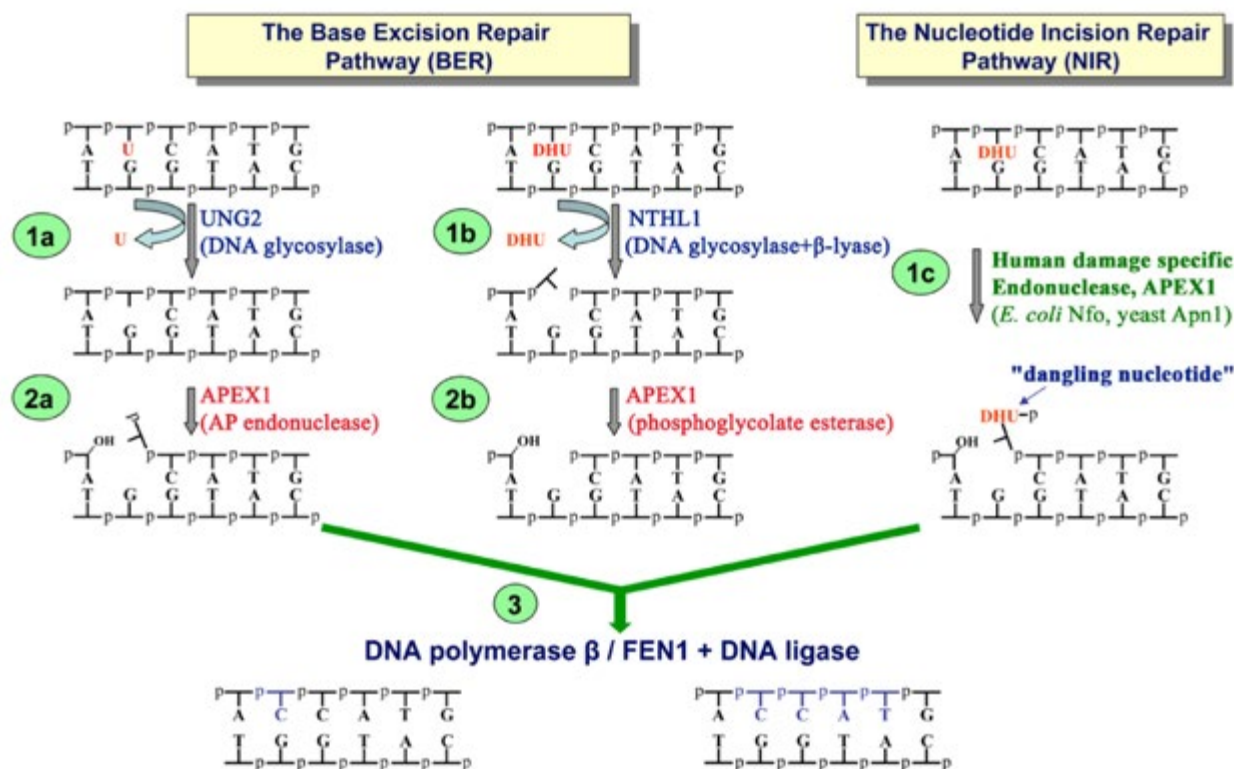 The Base Excision Repair
Pathway (BER)
The Nucleotide Incision Repair
Pathway (NIR)
p p p p p p
A U C A T G
T G G T A C
p p p p p p
1a
U
UNG2
(DNA glycosylase)
p p p p p p
A C A T G
T G G T A C
p p p p p p
2a
APEX1
(AP endonuclease)
p OH p p p p
A C A T G
T G G T A C
p p p p p p
p p p p p p
A DHU C A T G
T G G T A C
p p p p p p
1b
DHU
NTHL1
(DNA glycosylase+β-lyase)
p p p p p p
A C A T G
T G G T A C
p p p p p p
2b
APEX1
(phosphoglycolate esterase)
p OH p p p p
A C A T G
T G G T A C
p p p p p p
p p p p p p
A DHU C A T G
T G G T A C
p p p p p p
1c
Human damage specific
Endonuclease, APEX1
(E. coli Nfo, yeast Apn1)
"dangling nucleotide"
DHU-p
p OH p p p p
A C A T G
T G G T A C
p p p p p p
3
DNA polymerase β / FEN1 + DNA ligase
p p p p p p
A C C A T G
T G G T A C
p p p p p p
p p p p p p
A C C A T G
T G G T A C
p p p p p p